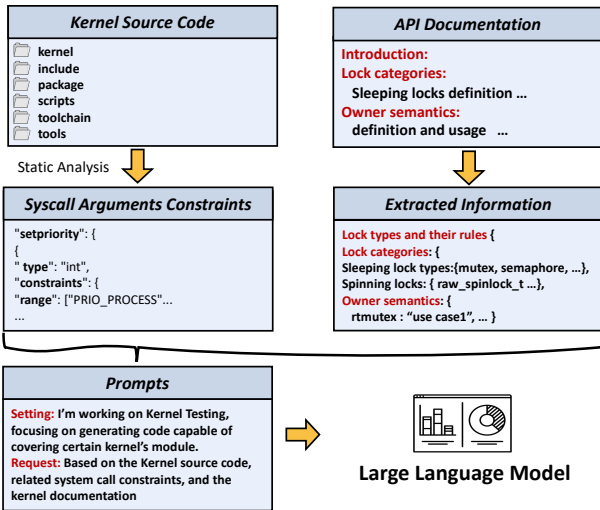 Kernel Source Code
kernel
include
package
scripts
toolchain
tools
API Documentation
Introduction:
Lock categories:
Sleeping locks definition ...
Owner semantics:
definition and usage ...
Static Analysis
Syscall Arguments Constraints
"setpriority": {
{
" type": "int",
"constraints": {
"range": ["PRIO_PROCESS"...
...
Extracted Information
Lock types and their rules {
Lock categories: {
Sleeping lock types:{mutex, semaphore, ...},
Spinning locks: { raw_spinlock_t ...},
Owner semantics: {
rtmutex : “use case1”, ... }
Prompts
Setting: I’m working on Kernel Testing,
focusing on generating code capable of
covering certain kernel’s module.
Request: Based on the Kernel source code,
related system call constraints, and the
kernel documentation
Large Language Model